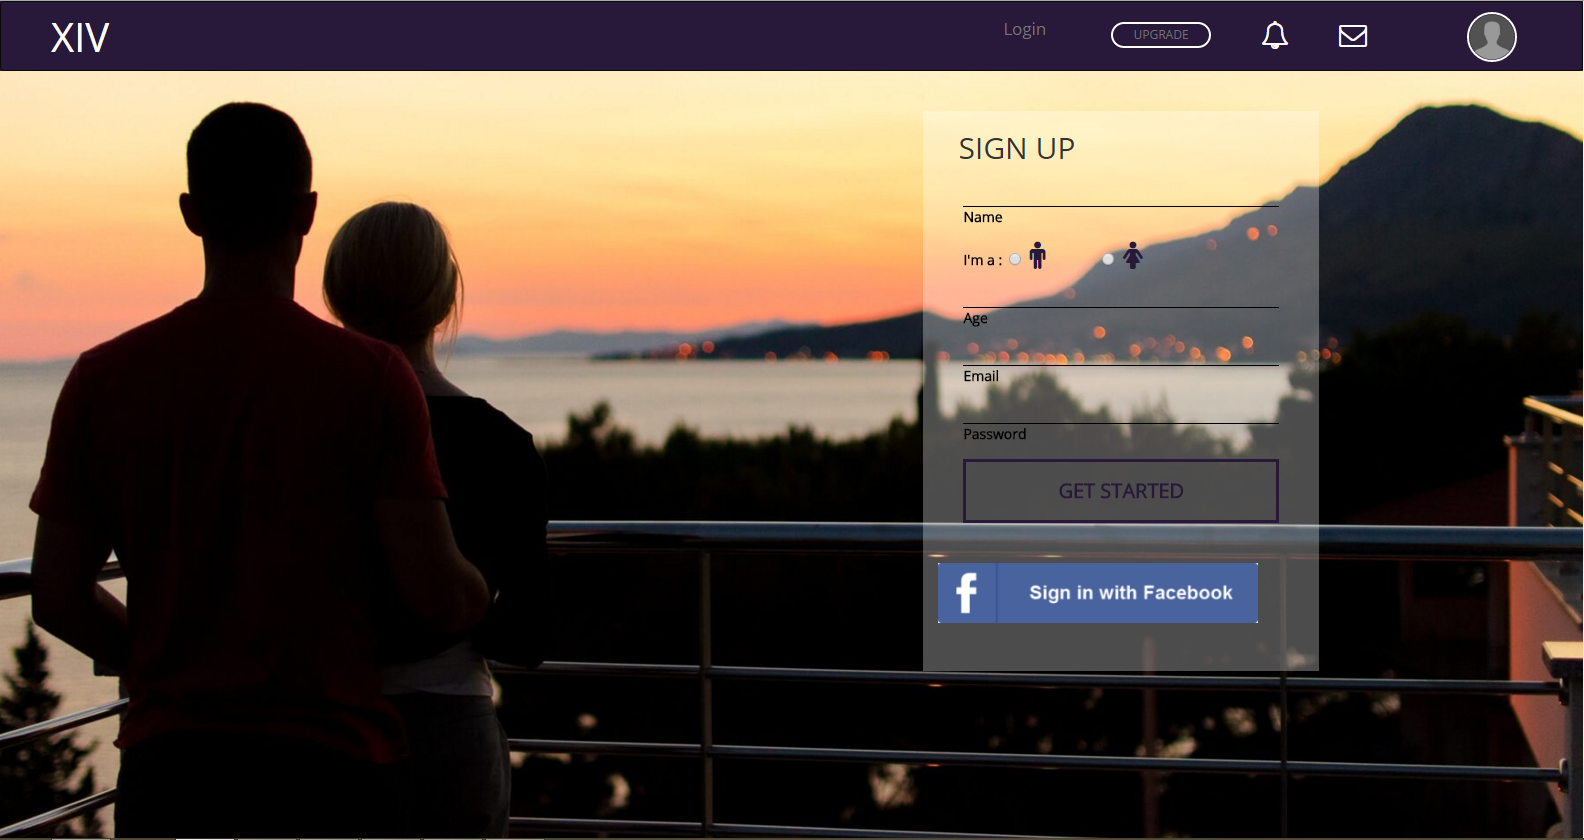 XIV
Login
UPGRADE
SIGN UP
Name
I'm a :
Age
Email
Password
GET STARTED
f
Sign in with Facebook